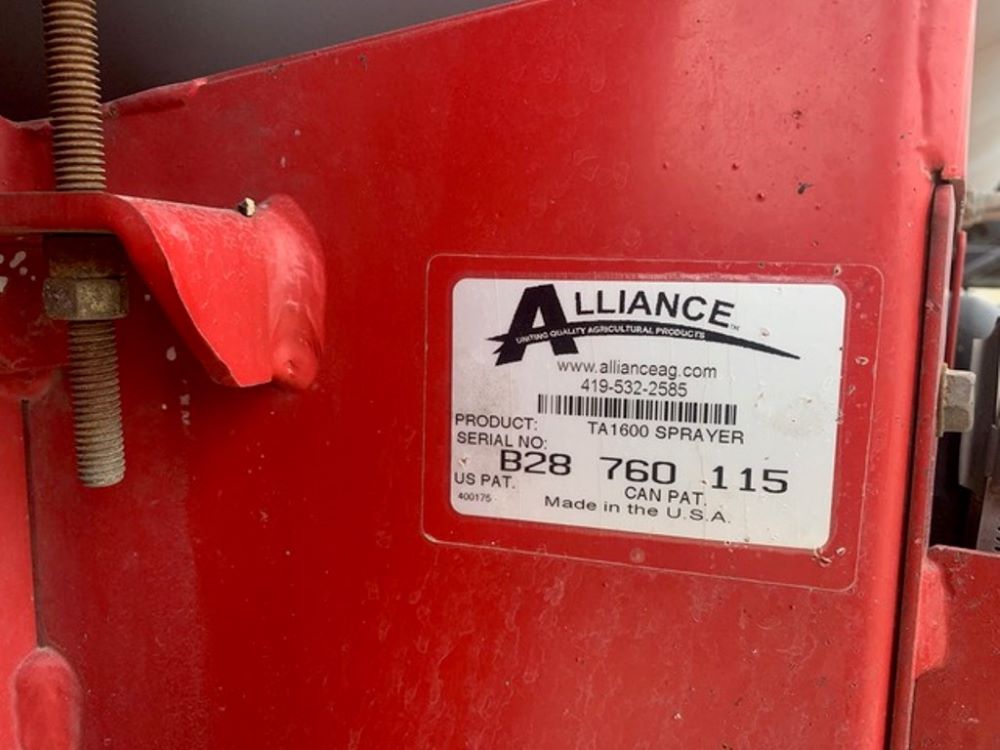 ALLIANCE™
UNITING QUALITY AGRICULTURAL PRODUCTS
www.allianceag.com
419-532-2585
PRODUCT: TA1600 SPRAYER
SERIAL NO:
B28 760 115
US PAT. CAN PAT.
400175 Made in the U.S.A.